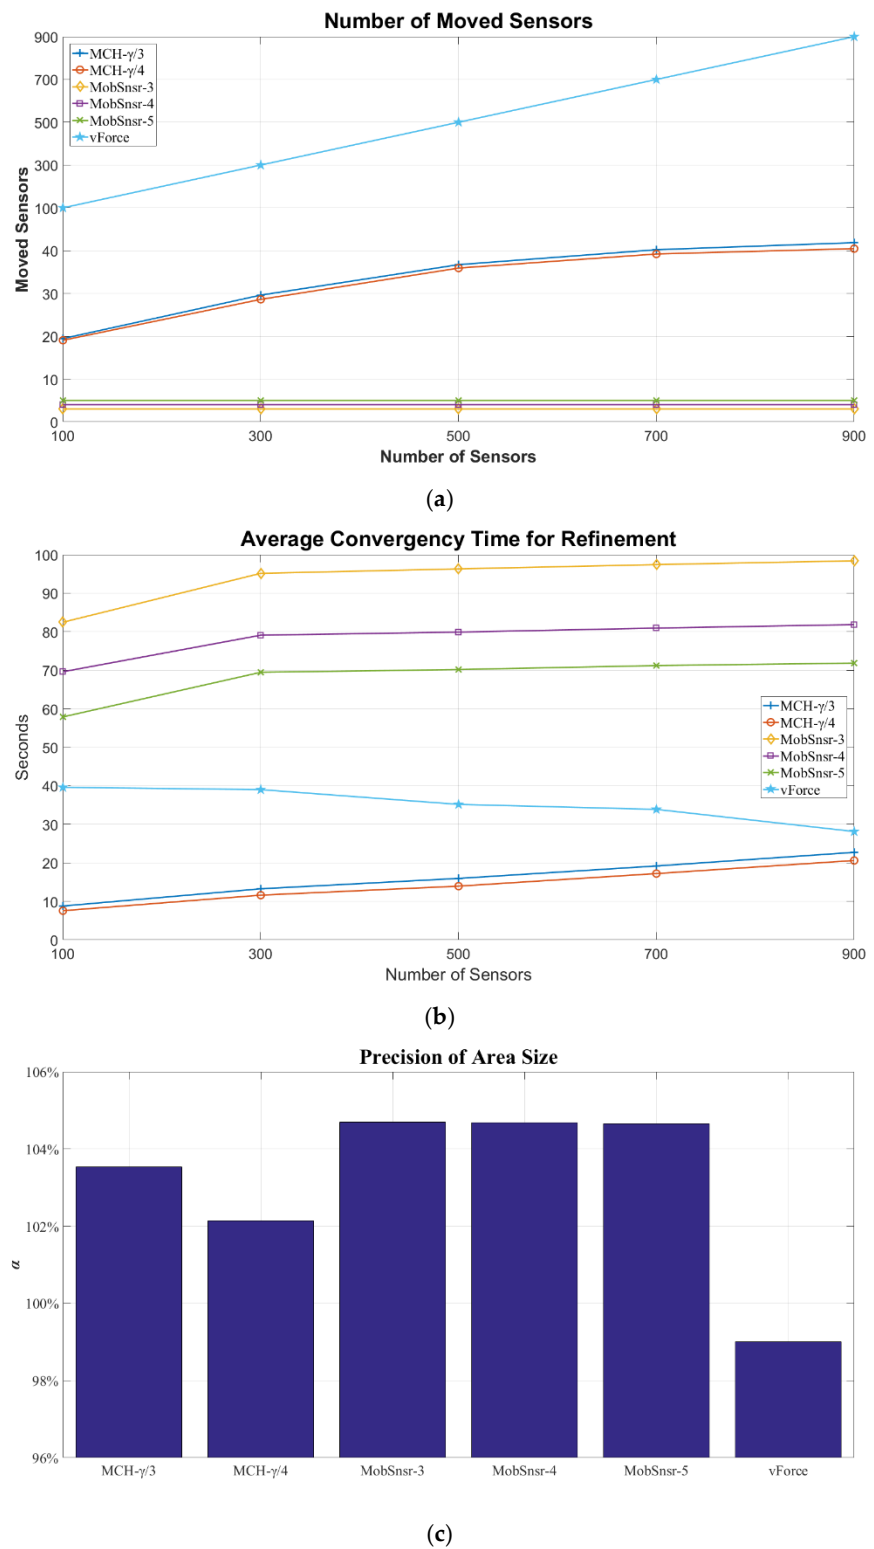 Number of Moved Sensors
900
700
500
300
100
40
30
20
10
0
Moved Sensors
MCH-γ/3
MCH-γ/4
MobSnsr-3
MobSnsr-4
MobSnsr-5
vForce
100 300 500 700 900
Number of Sensors
(a)
Average Convergency Time for Refinement
100
90
80
70
60
50
40
30
20
10
0
Seconds
MCH-γ/3
MCH-γ/4
MobSnsr-3
MobSnsr-4
MobSnsr-5
vForce
100 300 500 700 900
Number of Sensors
(b)
Precision of Area Size
106%
104%
102%
100%
98%
96%
α
MCH-γ/3 MCH-γ/4 MobSnsr-3 MobSnsr-4 MobSnsr-5 vForce
(c)